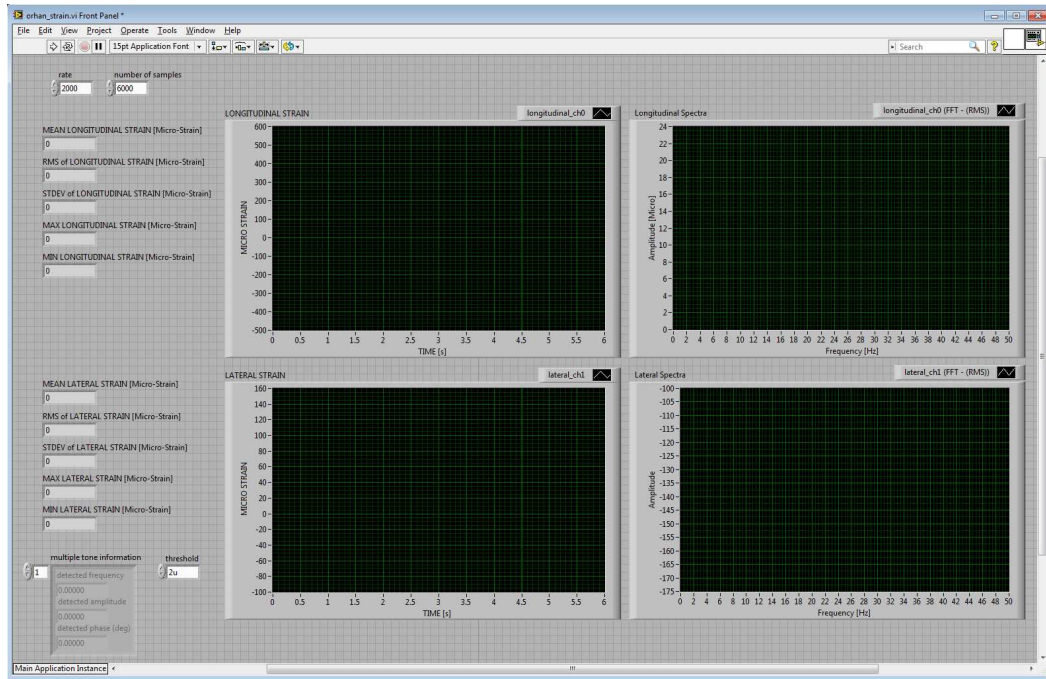 orhan_strain.vi Front Panel *
File Edit View Project Operate Tools Window Help
15pt Application Font
Search
rate number of samples
2000 6000
MEAN LONGITUDINAL STRAIN [Micro-Strain]
0
RMS of LONGITUDINAL STRAIN [Micro-Strain]
0
STDEV of LONGITUDINAL STRAIN [Micro-Strain]
0
MAX LONGITUDINAL STRAIN [Micro-Strain]
0
MIN LONGITUDINAL STRAIN [Micro-Strain]
0
LONGITUDINAL STRAIN longitudinal_ch0
MICRO STRAIN
600
500
400
300
200
100
0
-100
-200
-300
-400
-500
0 0.5 1 1.5 2 2.5 3 3.5 4 4.5 5 5.5 6
TIME [s]
Longitudinal Spectra longitudinal_ch0 (FFT - (RMS))
Amplitude [Micro]
24
22
20
18
16
14
12
10
8
6
4
2
0
0 2 4 6 8 10 12 14 16 18 20 22 24 26 28 30 32 34 36 38 40 42 44 46 48 50
Frequency [Hz]
MEAN LATERAL STRAIN [Micro-Strain]
0
RMS of LATERAL STRAIN [Micro-Strain]
0
STDEV of LATERAL STRAIN [Micro-Strain]
0
MAX LATERAL STRAIN [Micro-Strain]
0
MIN LATERAL STRAIN [Micro-Strain]
0
LATERAL STRAIN lateral_ch1
MICRO STRAIN
160
140
120
100
80
60
40
20
0
-20
-40
-60
-80
-100
0 0.5 1 1.5 2 2.5 3 3.5 4 4.5 5 5.5 6
TIME [s]
Lateral Spectra lateral_ch1 (FFT - (RMS))
Amplitude
-100
-105
-110
-115
-120
-125
-130
-135
-140
-145
-150
-155
-160
-165
-170
-175
0 2 4 6 8 10 12 14 16 18 20 22 24 26 28 30 32 34 36 38 40 42 44 46 48 50
Frequency [Hz]
multiple tone information threshold
1 2u
detected frequency
0.00000
detected amplitude
0.00000
detected phase (deg)
0.00000
Main Application Instance